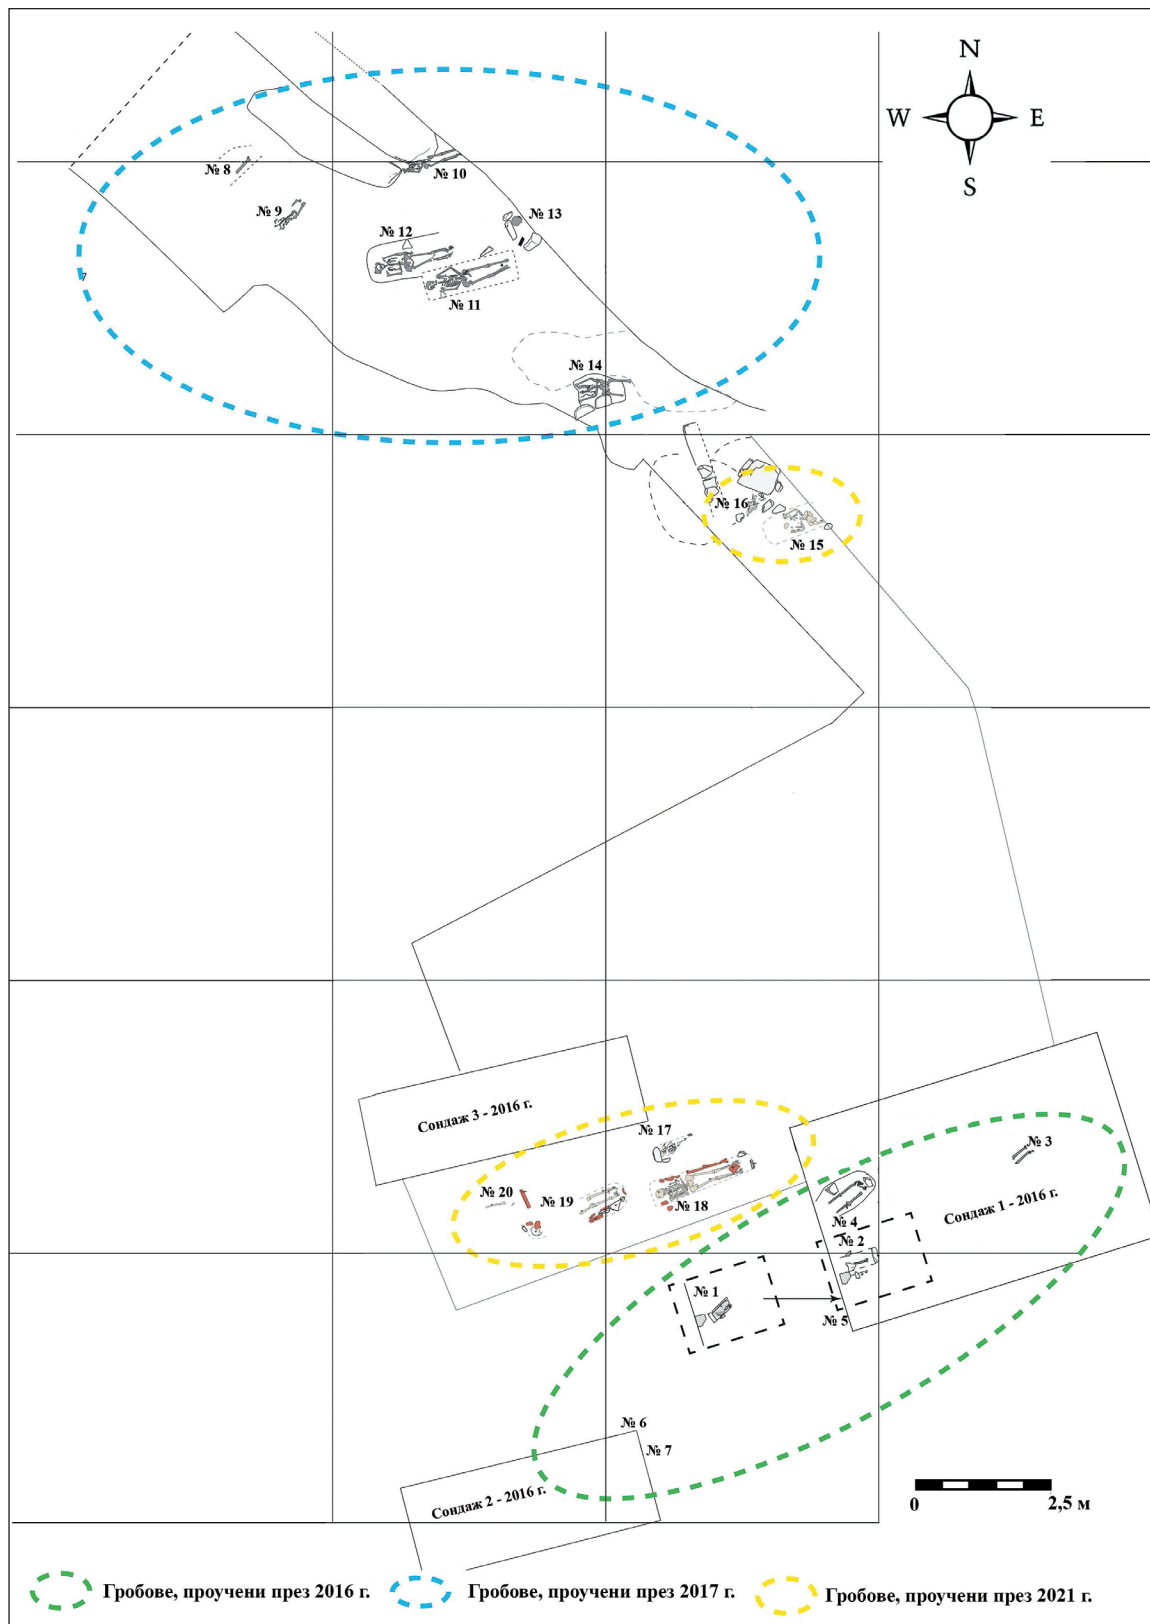 N
W E
S
№ 8
№ 10
№ 9
№ 13
№ 12
7
№ 11
№ 14
№ 16
№ 15
Сондаж 3 - 2016 г.
№ 17
№ 3
№ 20
№ 19
№ 18
Сондаж 1 - 2016 г.
№ 4
№ 2
№ 1
№ 5
№ 6
№ 7
Сондаж 2 - 2016 г.
0 2,5 м
Гробове, проучени през 2016 г.
Гробове, проучени през 2017 г.
Гробове, проучени през 2021 г.